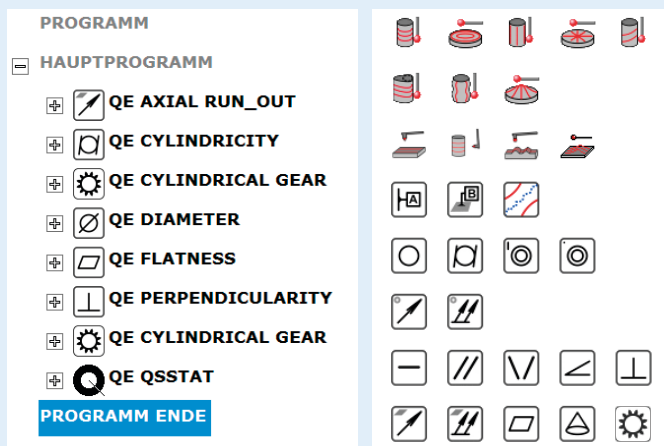 PROGRAMM
HAUPTPROGRAMM
QE AXIAL RUN_OUT
QE CYLINDRICITY
QE CYLINDRICAL GEAR
QE DIAMETER
QE FLATNESS
QE PERPENDICULARITY
QE CYLINDRICAL GEAR
QE QSSTAT
PROGRAMM ENDE
A
B